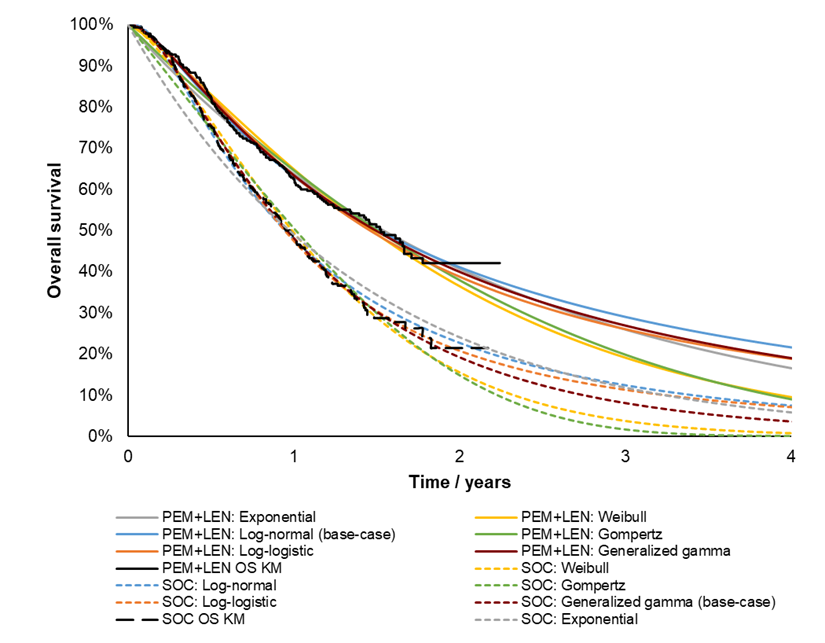 100%
90%
80%
70%
60%
50%
40%
30%
20%
10%
0%
Overall survival
0 1 2 3 4
Time / years
PEM+LEN: Exponential PEM+LEN: Weibull
PEM+LEN: Log-normal (base-case) PEM+LEN: Gompertz
PEM+LEN: Log-logistic PEM+LEN: Generalized gamma
PEM+LEN OS KM SOC: Weibull
SOC: Log-normal SOC: Gompertz
SOC: Log-logistic SOC: Generalized gamma (base-case)
SOC OS KM SOC: Exponential